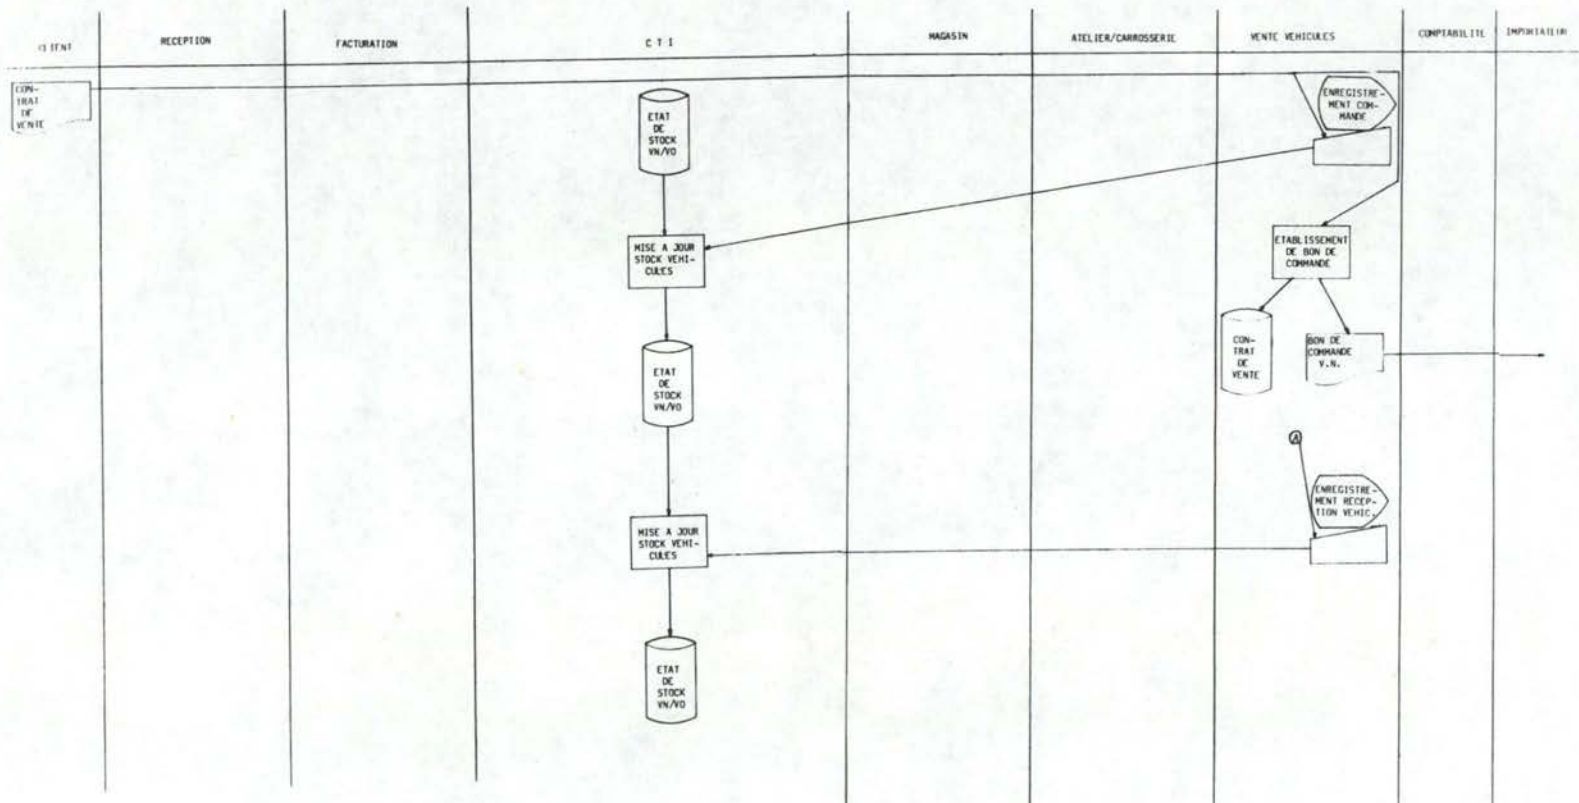 CLIENT RECEPTION FACTURATION C T I MAGASIN ATELIER/CARROSSERIE VENTE VEHICULES COMPTABILITE IMPORTATEUR
CON-
TRAT
DE
VENTE
ETAT
DE
STOCK
VN/VO
ENREGISTRE-
MENT COM-
MANDE
MISE A JOUR
STOCK VEHI-
CULES
ETABLISSEMENT
DE BON DE
COMMANDE
ETAT
DE
STOCK
VN/VO
CON-
TRAT
DE
VENTE
BON DE
COMMANDE
V.N.
A
ENREGISTRE-
MENT RECEP-
TION VEHIC.
MISE A JOUR
STOCK VEHI-
CULES
ETAT
DE
STOCK
VN/VO